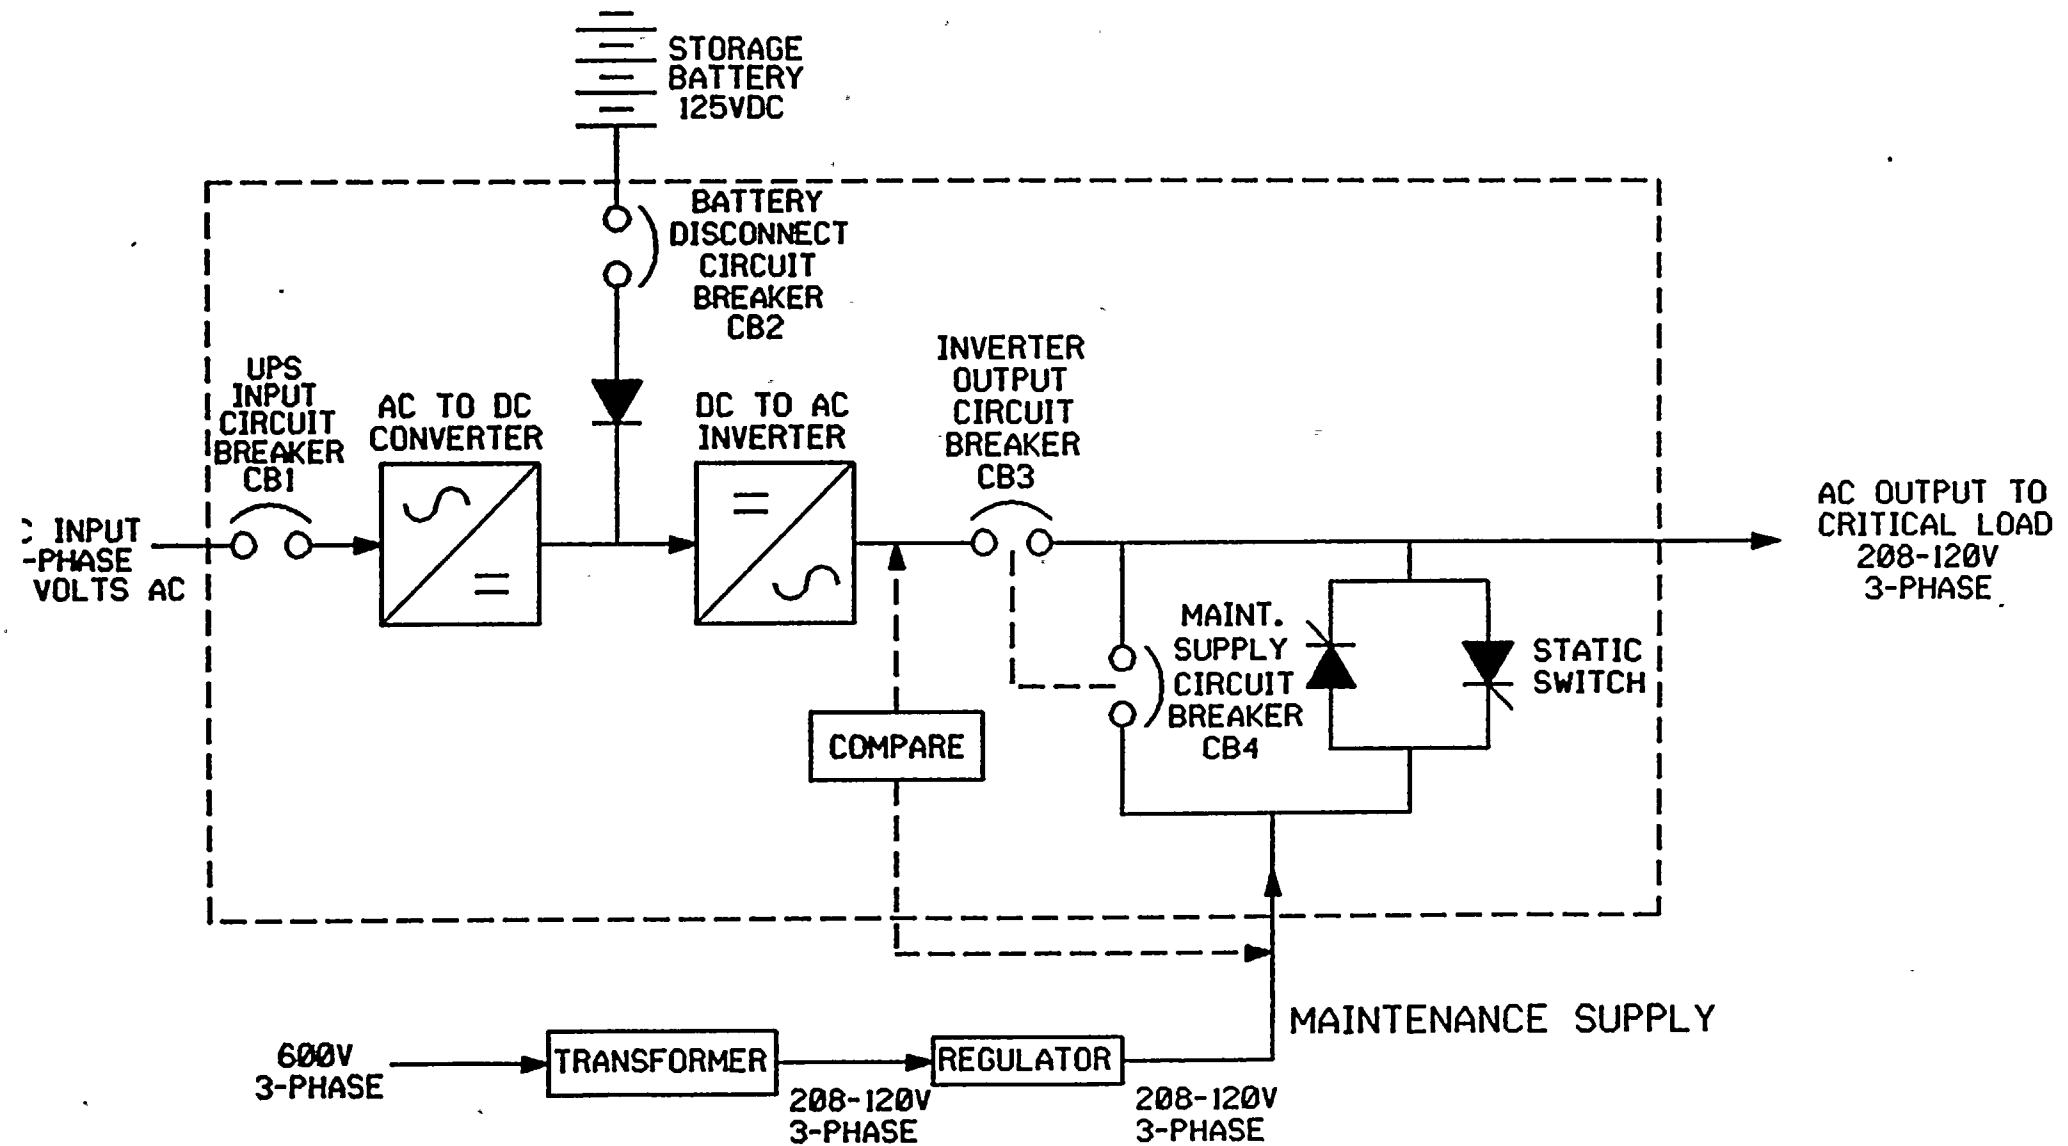 STORAGE
BATTERY
125VDC
BATTERY
DISCONNECT
CIRCUIT
BREAKER
CB2
UPS
INPUT
CIRCUIT
BREAKER
CB1
AC TO DC
CONVERTER
DC TO AC
INVERTER
INVERTER
OUTPUT
CIRCUIT
BREAKER
CB3
INPUT
-PHASE
VOLTS AC
AC OUTPUT TO
CRITICAL LOAD
208-120V
3-PHASE
MAINT.
SUPPLY
CIRCUIT
BREAKER
CB4
STATIC
SWITCH
COMPARE
MAINTENANCE SUPPLY
600V
3-PHASE
TRANSFORMER
208-120V
3-PHASE
REGULATOR
208-120V
3-PHASE